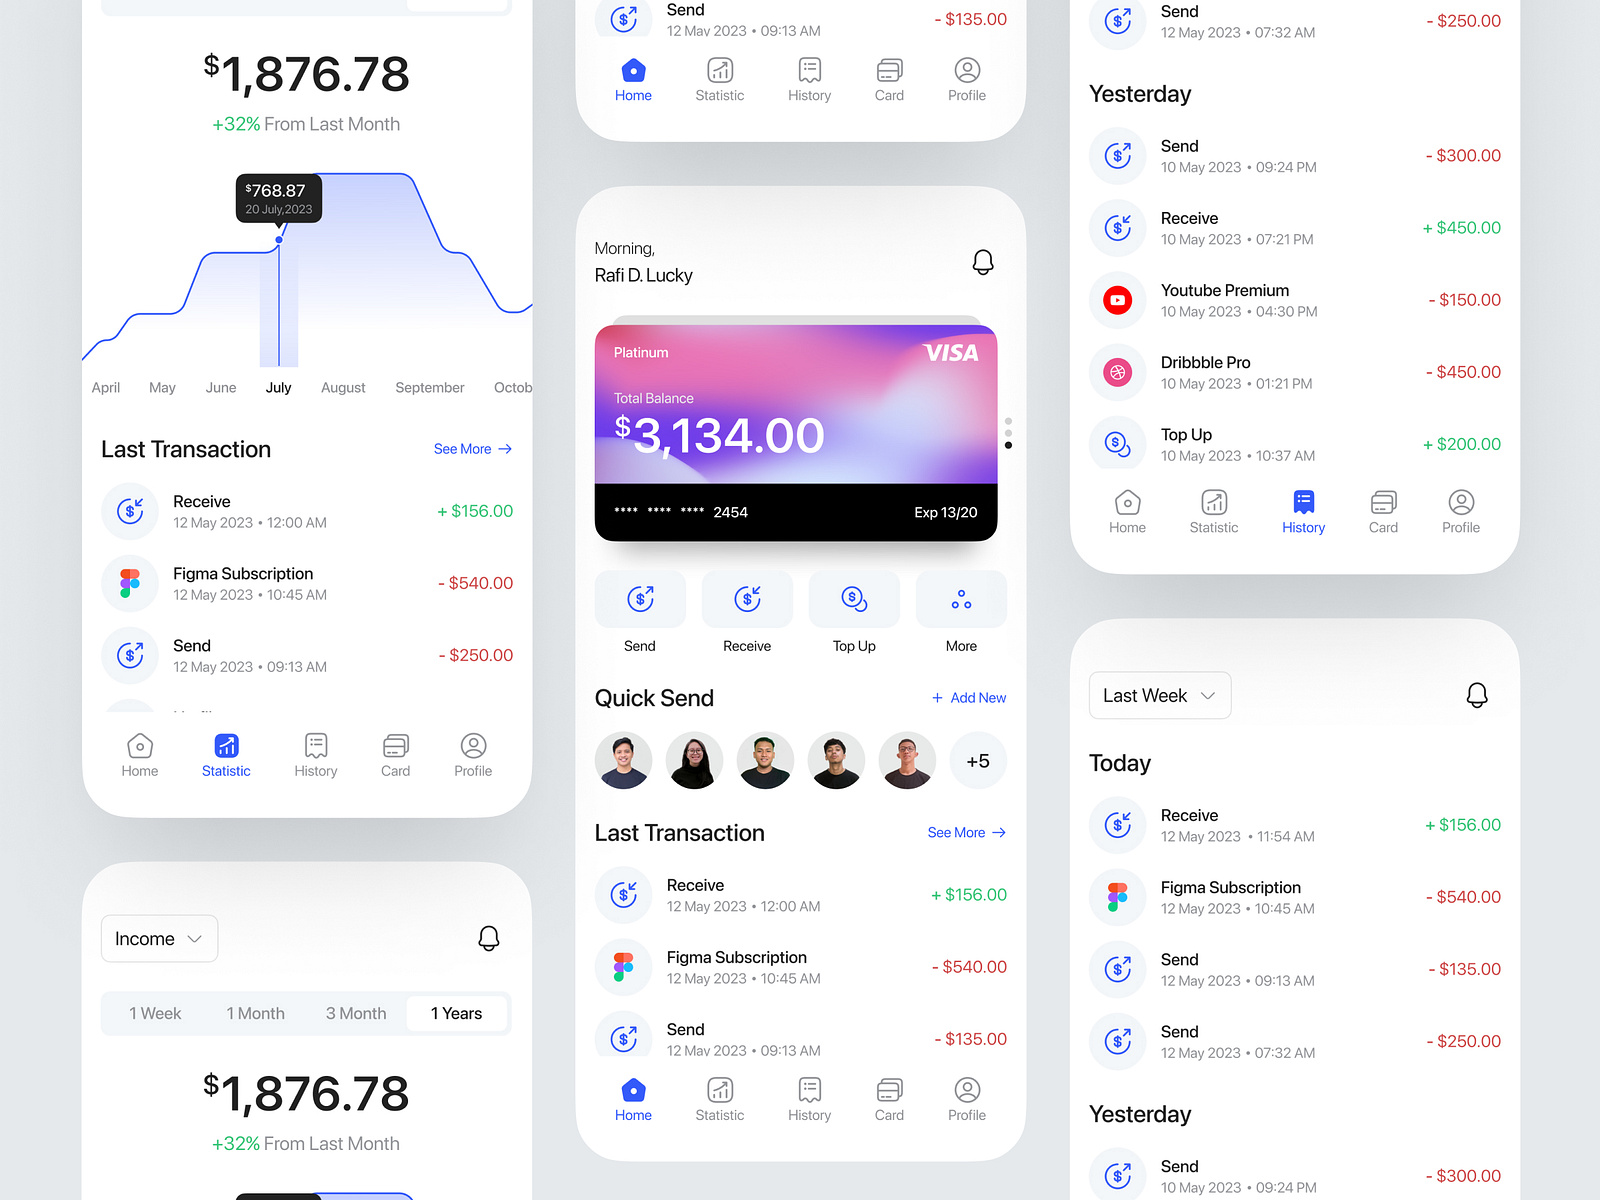 $1,876.78
+32% From Last Month
$768.87
20 July,2023
April May June July August September Octob
Last Transaction See More
Receive
+ $156.00
12 May 2023 • 12:00 AM
Figma Subscription
- $540.00
12 May 2023 • 10:45 AM
Send
- $250.00
12 May 2023 • 09:13 AM
Home Statistic History Card Profile
Income
1 Week 1 Month 3 Month 1 Years
$1,876.78
+32% From Last Month
Send
- $135.00
12 May 2023 • 09:13 AM
Home Statistic History Card Profile
Morning,
Rafi D. Lucky
Platinum VISA
Total Balance
$3,134.00
**** **** **** 2454 Exp 13/20
Send Receive Top Up More
Quick Send + Add New
+5
Last Transaction See More
Receive
+ $156.00
12 May 2023 • 12:00 AM
Figma Subscription
- $540.00
12 May 2023 • 10:45 AM
Send
- $135.00
12 May 2023 • 09:13 AM
Home Statistic History Card Profile
Send
- $250.00
12 May 2023 • 07:32 AM
Yesterday
Send
- $300.00
10 May 2023 • 09:24 PM
Receive
+ $450.00
10 May 2023 • 07:21 PM
Youtube Premium
- $150.00
10 May 2023 • 04:30 PM
Dribbble Pro
- $450.00
10 May 2023 • 01:21 PM
Top Up
+ $200.00
10 May 2023 • 10:37 AM
Home Statistic History Card Profile
Last Week
Today
Receive
+ $156.00
12 May 2023 • 11:54 AM
Figma Subscription
- $540.00
12 May 2023 • 10:45 AM
Send
- $135.00
12 May 2023 • 09:13 AM
Send
- $250.00
12 May 2023 • 07:32 AM
Yesterday
Send
- $300.00
10 May 2023 • 09:24 PM